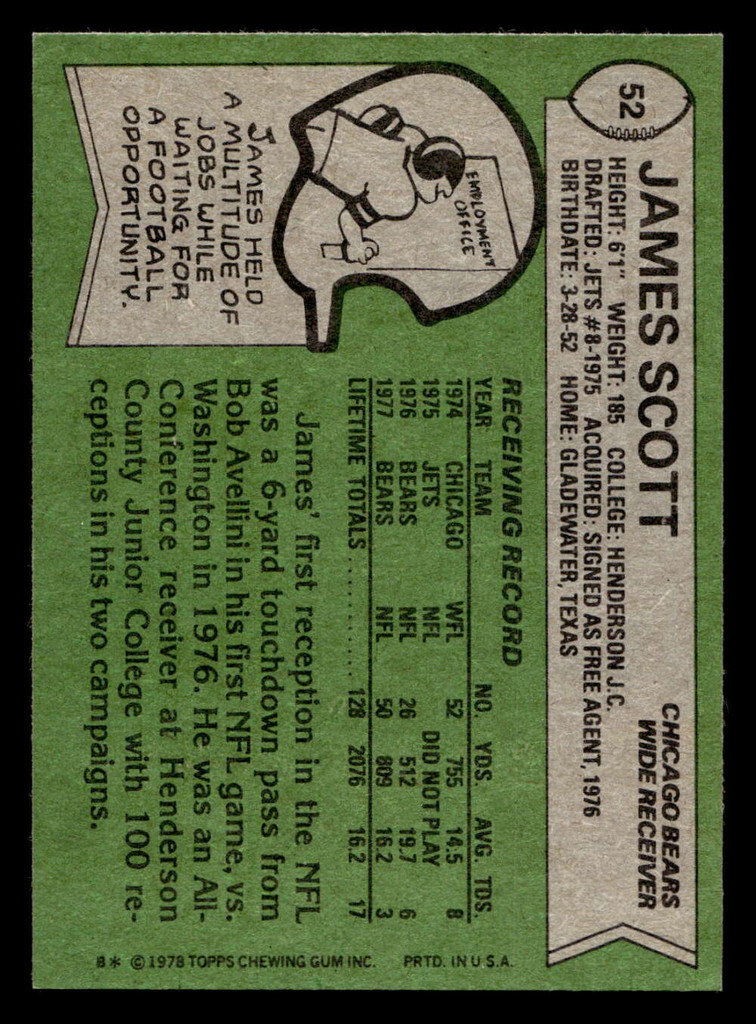 52
JAMES SCOTT
CHICAGO BEARS
WIDE RECEIVER
HEIGHT: 6'1" WEIGHT: 185 COLLEGE: HENDERSON J.C.
DRAFTED: JETS #8-1975 ACQUIRED: SIGNED AS FREE AGENT, 1976
BIRTHDATE: 3-28-52 HOME: GLADEWATER, TEXAS
EMPLOYMENT
OFFICE
JAMES HELD
A MULTITUDE OF
JOBS WHILE
WAITING FOR
A FOOTBALL
OPPORTUNITY.
RECEIVING RECORD
YEAR TEAM NO. YDS. AVG. TDS.
1974 CHICAGO WFL 52 755 14.5 8
1975 JETS NFL DID NOT PLAY
1976 BEARS NFL 26 512 19.7 6
1977 BEARS NFL 50 809 16.2 3
LIFETIME TOTALS............ 128 2076 16.2 17
James' first reception in the NFL
was a 6-yard touchdown pass from
Bob Avellini in his first NFL game, vs.
Washington in 1976. He was an All-
Conference receiver at Henderson
County Junior College with 100 re-
ceptions in his two campaigns.
8* © 1978 TOPPS CHEWING GUM INC. PRTD. IN U.S.A.